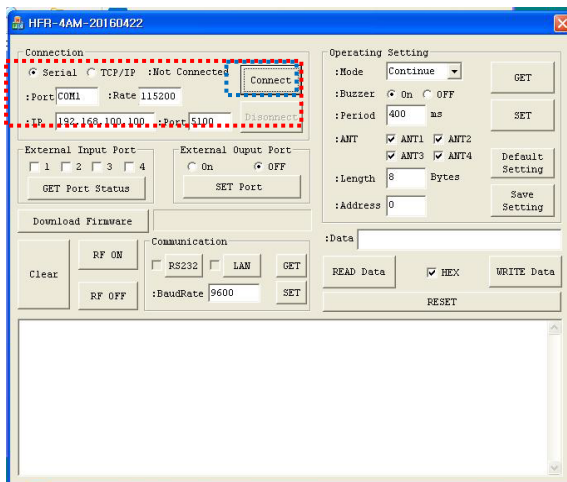 HFR-4AM-20160422
Connection
Serial TCP/IP :Not Connected
Connect
:Port COM1 :Rate 115200
:IP 192.168.100.100 :Port 5100
Disonnect
External Input Port
1 2 3 4
GET Port Status
External Ouput Port
On OFF
SET Port
Download Firmware
Clear
RF ON
RF OFF
Communication
RS232 LAN GET
:BaudRate 9600 SET
Operating Setting
:Mode Continue
:Buzzer On OFF
:Period 400 ms
:ANT ANT1 ANT2
ANT3 ANT4
:Length 8 Bytes
:Address 0
GET
SET
Default
Setting
Save
Setting
:Data
READ Data HEX WRITE Data
RESET